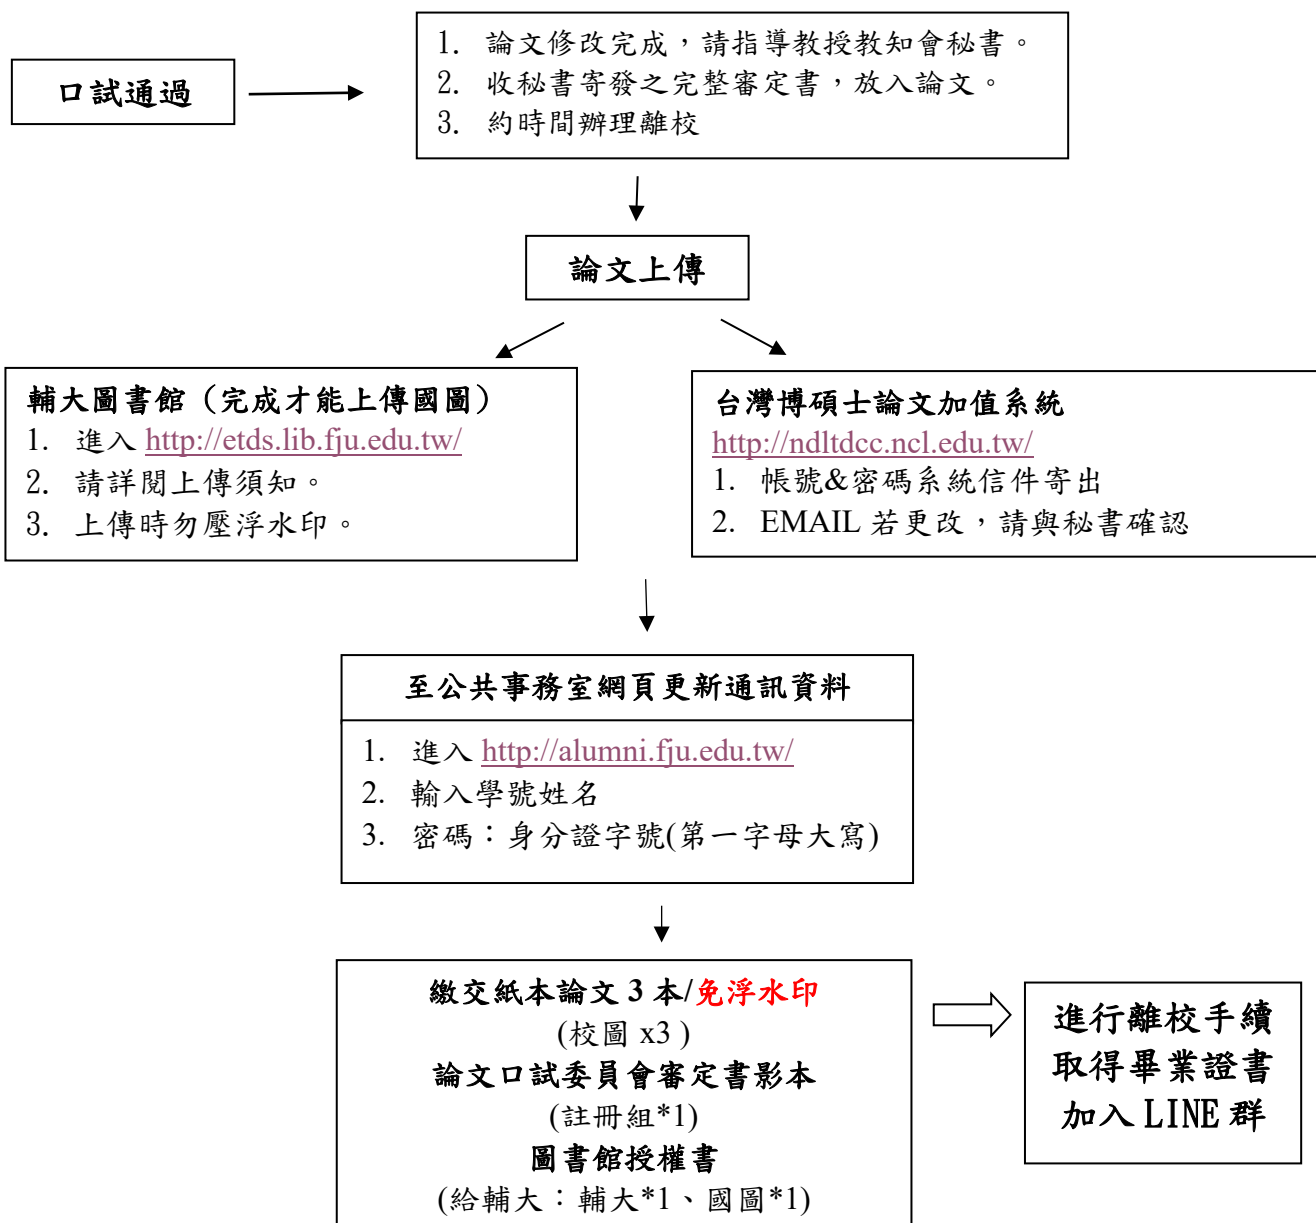 口試通過
1. 論文修改完成，請指導教授教知會秘書。
2. 收秘書寄發之完整審定書，放入論文。
3. 約時間辦理離校
論文上傳
輔大圖書館（完成才能上傳國圖）
1. 進入 http://etds.lib.fju.edu.tw/
2. 請詳閱上傳須知。
3. 上傳時勿壓浮水印。
台灣博碩士論文加值系統
http://ndltdcc.ncl.edu.tw/
1. 帳號&密碼系統信件寄出
2. EMAIL 若更改，請與秘書確認
至公共事務室網頁更新通訊資料
1. 進入 http://alumni.fju.edu.tw/
2. 輸入學號姓名
3. 密碼：身分證字號(第一字母大寫)
繳交紙本論文 3 本/免浮水印
(校圖 x3 )
論文口試委員會審定書影本
(註冊組*1)
圖書館授權書
(給輔大：輔大*1、國圖*1)
進行離校手續
取得畢業證書
加入 LINE 群